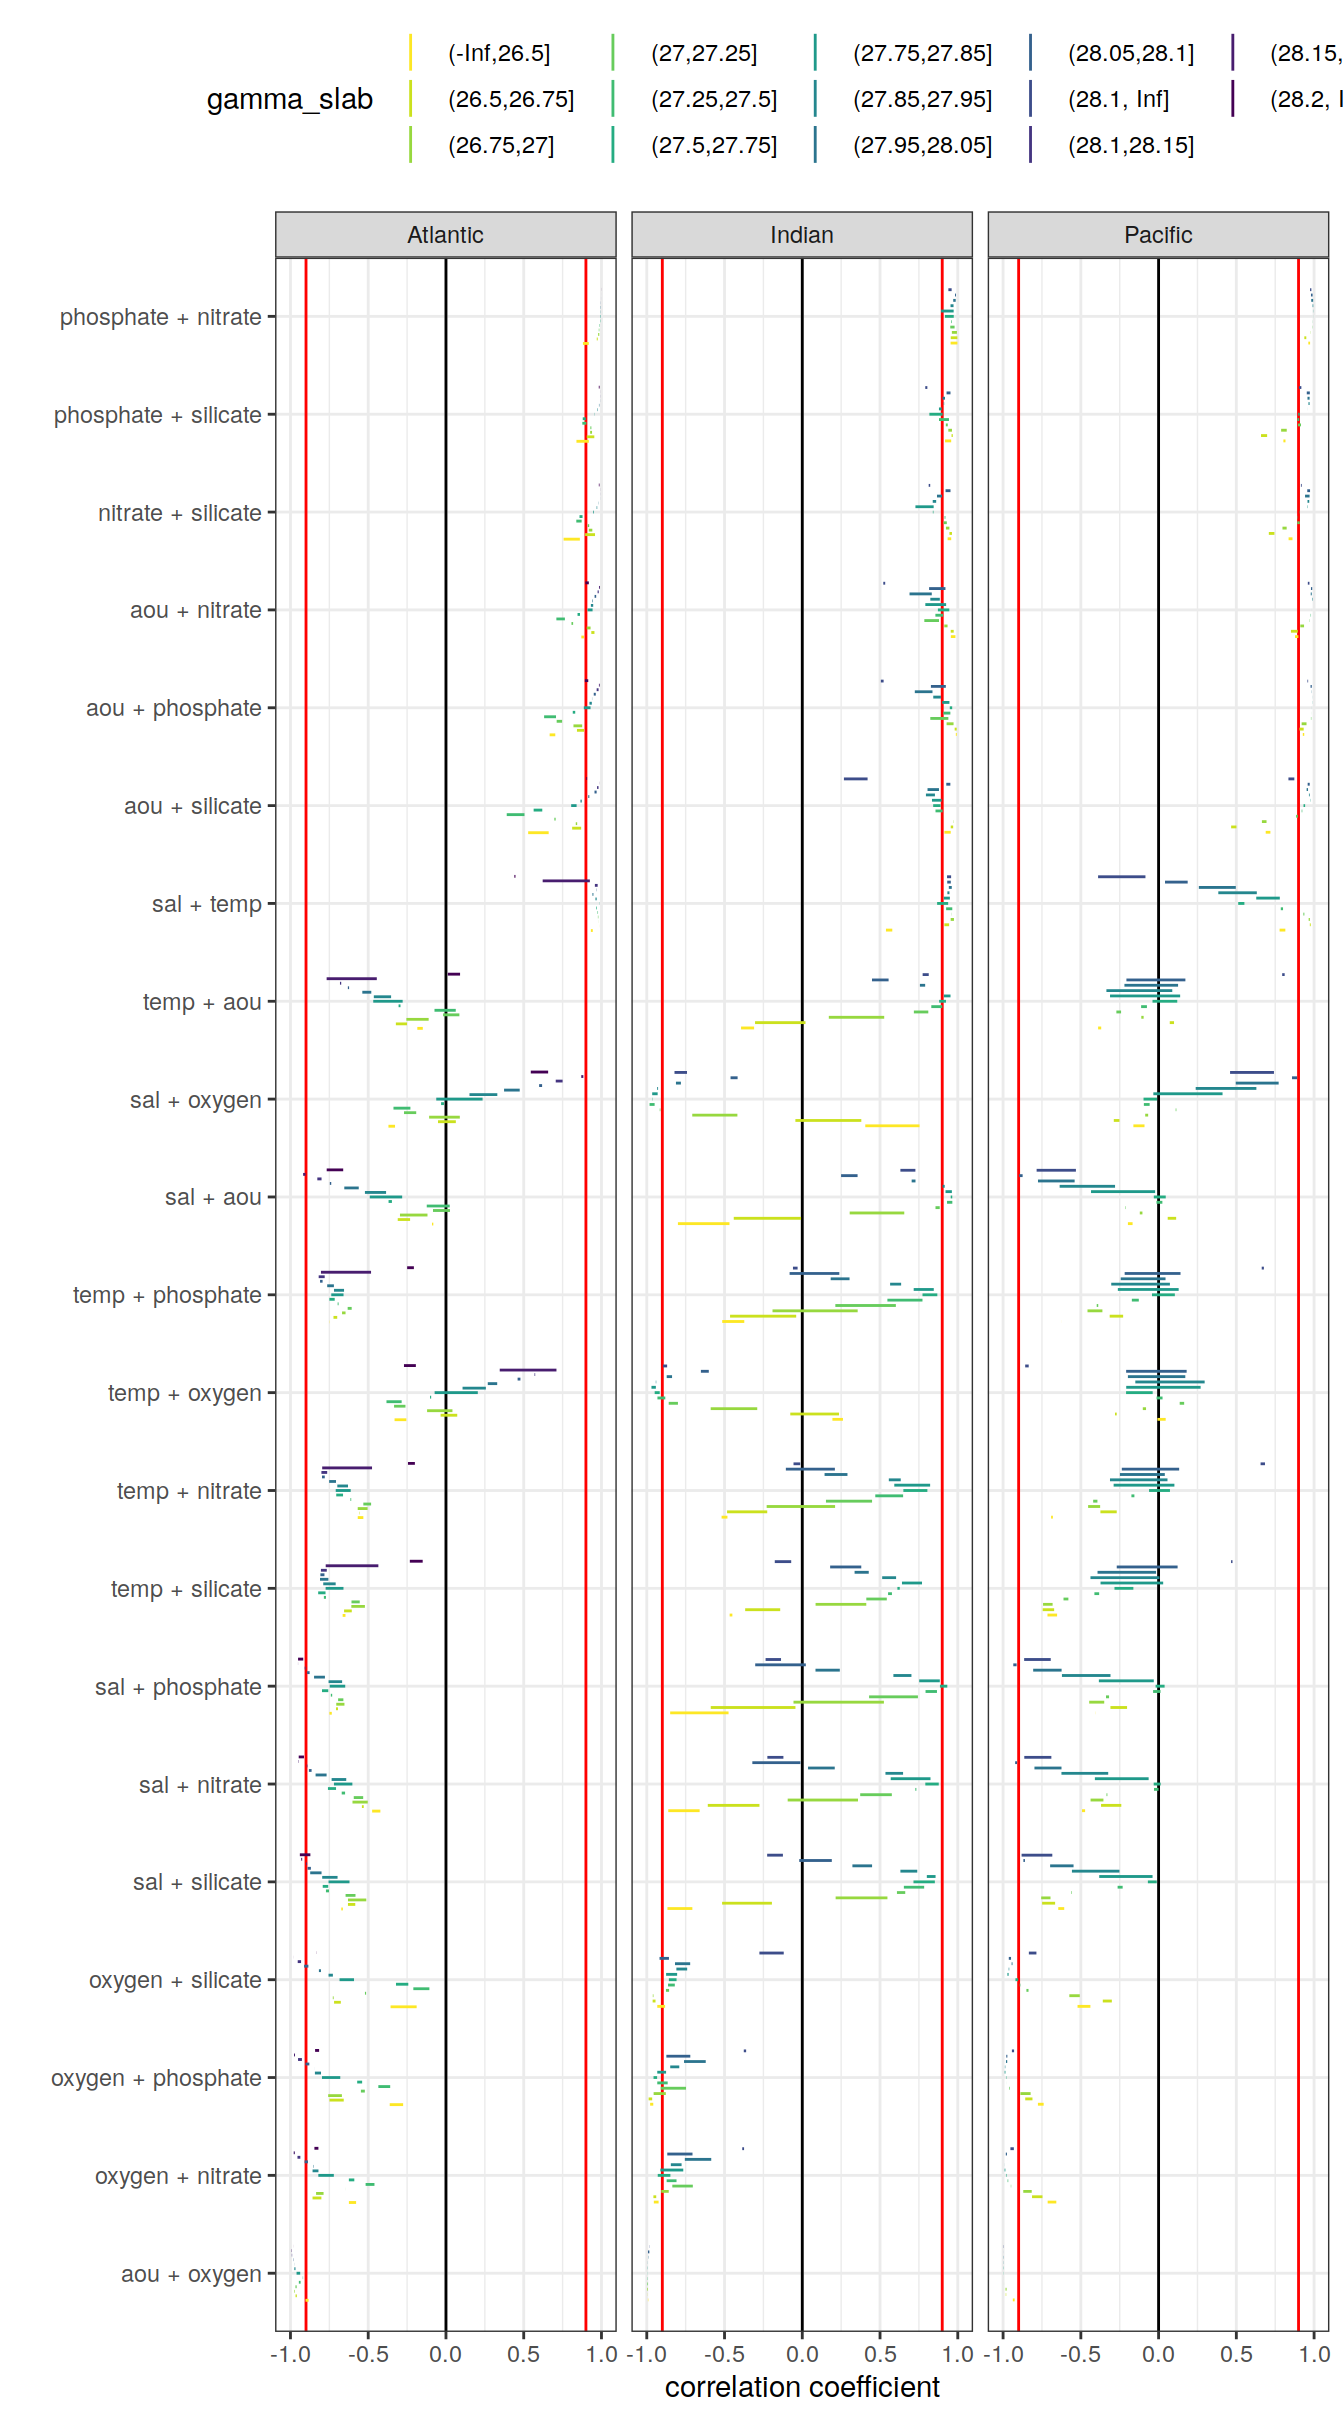 (-Inf,26.5] (27,27.25] (27.75,27.85] (28.05,28.1] (28.15,
gamma_slab (26.5,26.75] (27.25,27.5] (27.85,27.95] (28.1, Inf] (28.2,
(26.75,27] (27.5,27.75] (27.95,28.05] (28.1,28.15]
Atlantic Indian Pacific
phosphate + nitrate
phosphate + silicate
nitrate + silicate
aou + nitrate
aou + phosphate
aou + silicate
sal + temp
temp + aou
sal + oxygen
sal + aou
temp + phosphate
temp + oxygen
temp + nitrate
temp + silicate
sal + phosphate
sal + nitrate
sal + silicate
oxygen + silicate
oxygen + phosphate
oxygen + nitrate
aou + oxygen
-1.0 -0.5 0.0 0.5 1.0 -1.0 -0.5 0.0 0.5 1.0 -1.0 -0.5 0.0 0.5 1.0
correlation coefficient